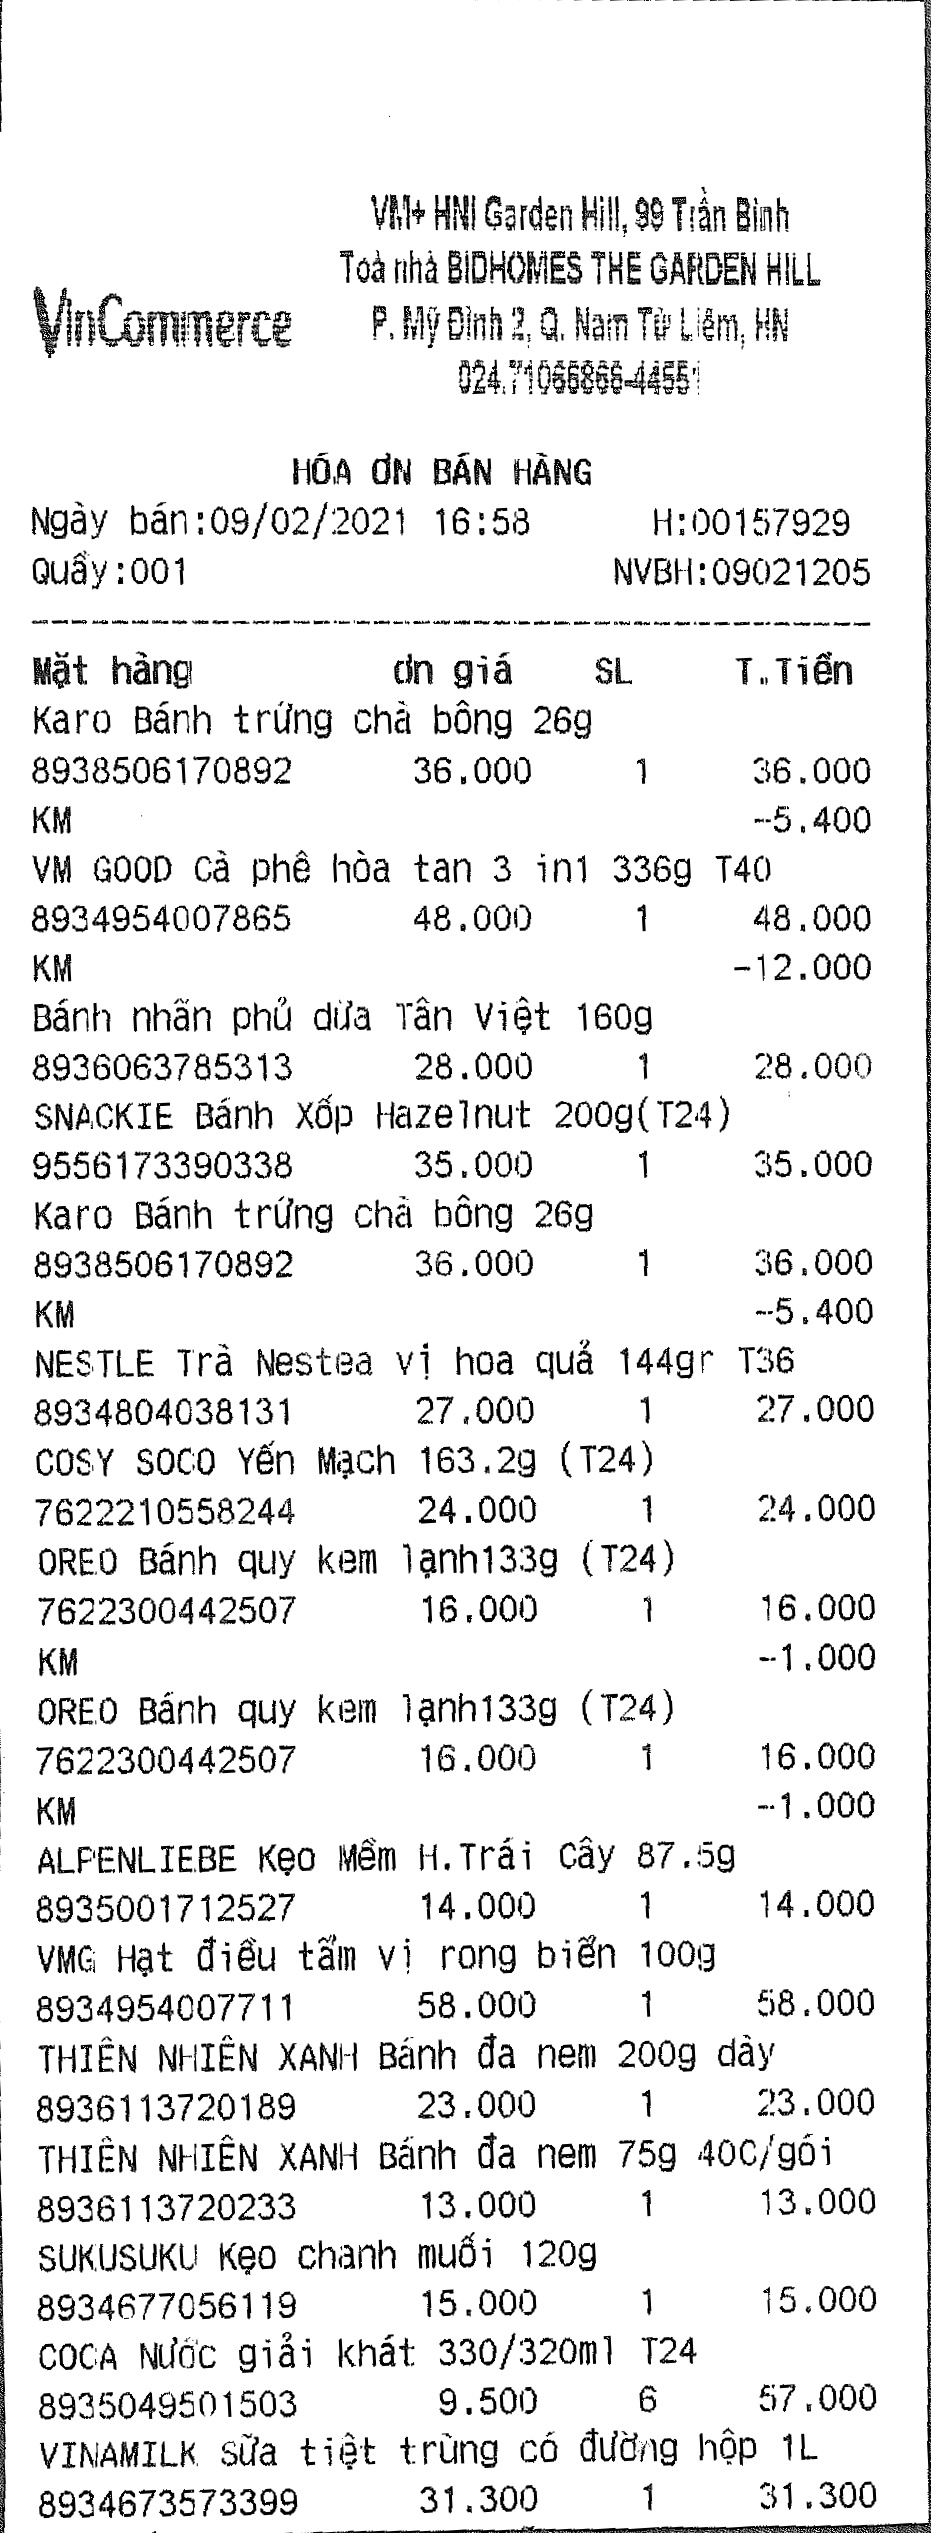 VM+ HNI Garden Hill, 99 Trần Bình
Toà nhà BIDHOMES THE GARDEN HILL
VinCommerce
P. Mỹ Đình 2, Q. Nam Từ Liêm, HN
024.71066866-44551
HÓA ƠN BÁN HÀNG
Ngày bán:09/02/2021 16:58 H:00157929
Quầy:001 NVBH:09021205
Mặt hàng ơn giá SL T.Tiền
Karo Bánh trứng chà bông 26g
8938506170892 36.000 1 36.000
KM -5.400
VM GOOD Cà phê hòa tan 3 in1 336g T40
8934954007865 48.000 1 48.000
KM -12.000
Bánh nhãn phủ dừa Tân Việt 160g
8936063785313 28.000 1 28.000
SNACKIE Bánh Xốp Hazelnut 200g(T24)
9556173390338 35.000 1 35.000
Karo Bánh trứng chà bông 26g
8938506170892 36.000 1 36.000
KM -5.400
NESTLE Trà Nestea vị hoa quả 144gr T36
8934804038131 27.000 1 27.000
COSY SOCO Yến Mạch 163.2g (T24)
7622210558244 24.000 1 24.000
OREO Bánh quy kem lạnh133g (T24)
7622300442507 16.000 1 16.000
KM -1.000
OREO Bánh quy kem lạnh133g (T24)
7622300442507 16.000 1 16.000
KM -1.000
ALPENLIEBE Kẹo Mềm H.Trái Cây 87.5g
8935001712527 14.000 1 14.000
VMG Hạt điều tẩm vị rong biển 100g
8934954007711 58.000 1 58.000
THIÊN NHIÊN XANH Bánh đa nem 200g dày
8936113720189 23.000 1 23.000
THIÊN NHIÊN XANH Bánh đa nem 75g 40C/gói
8936113720233 13.000 1 13.000
SUKUSUKU Kẹo chanh muối 120g
8934677056119 15.000 1 15.000
COCA Nước giải khát 330/320ml T24
8935049501503 9.500 6 57.000
VINAMILK Sữa tiệt trùng có đường hộp 1L
8934673573399 31.300 1 31.300